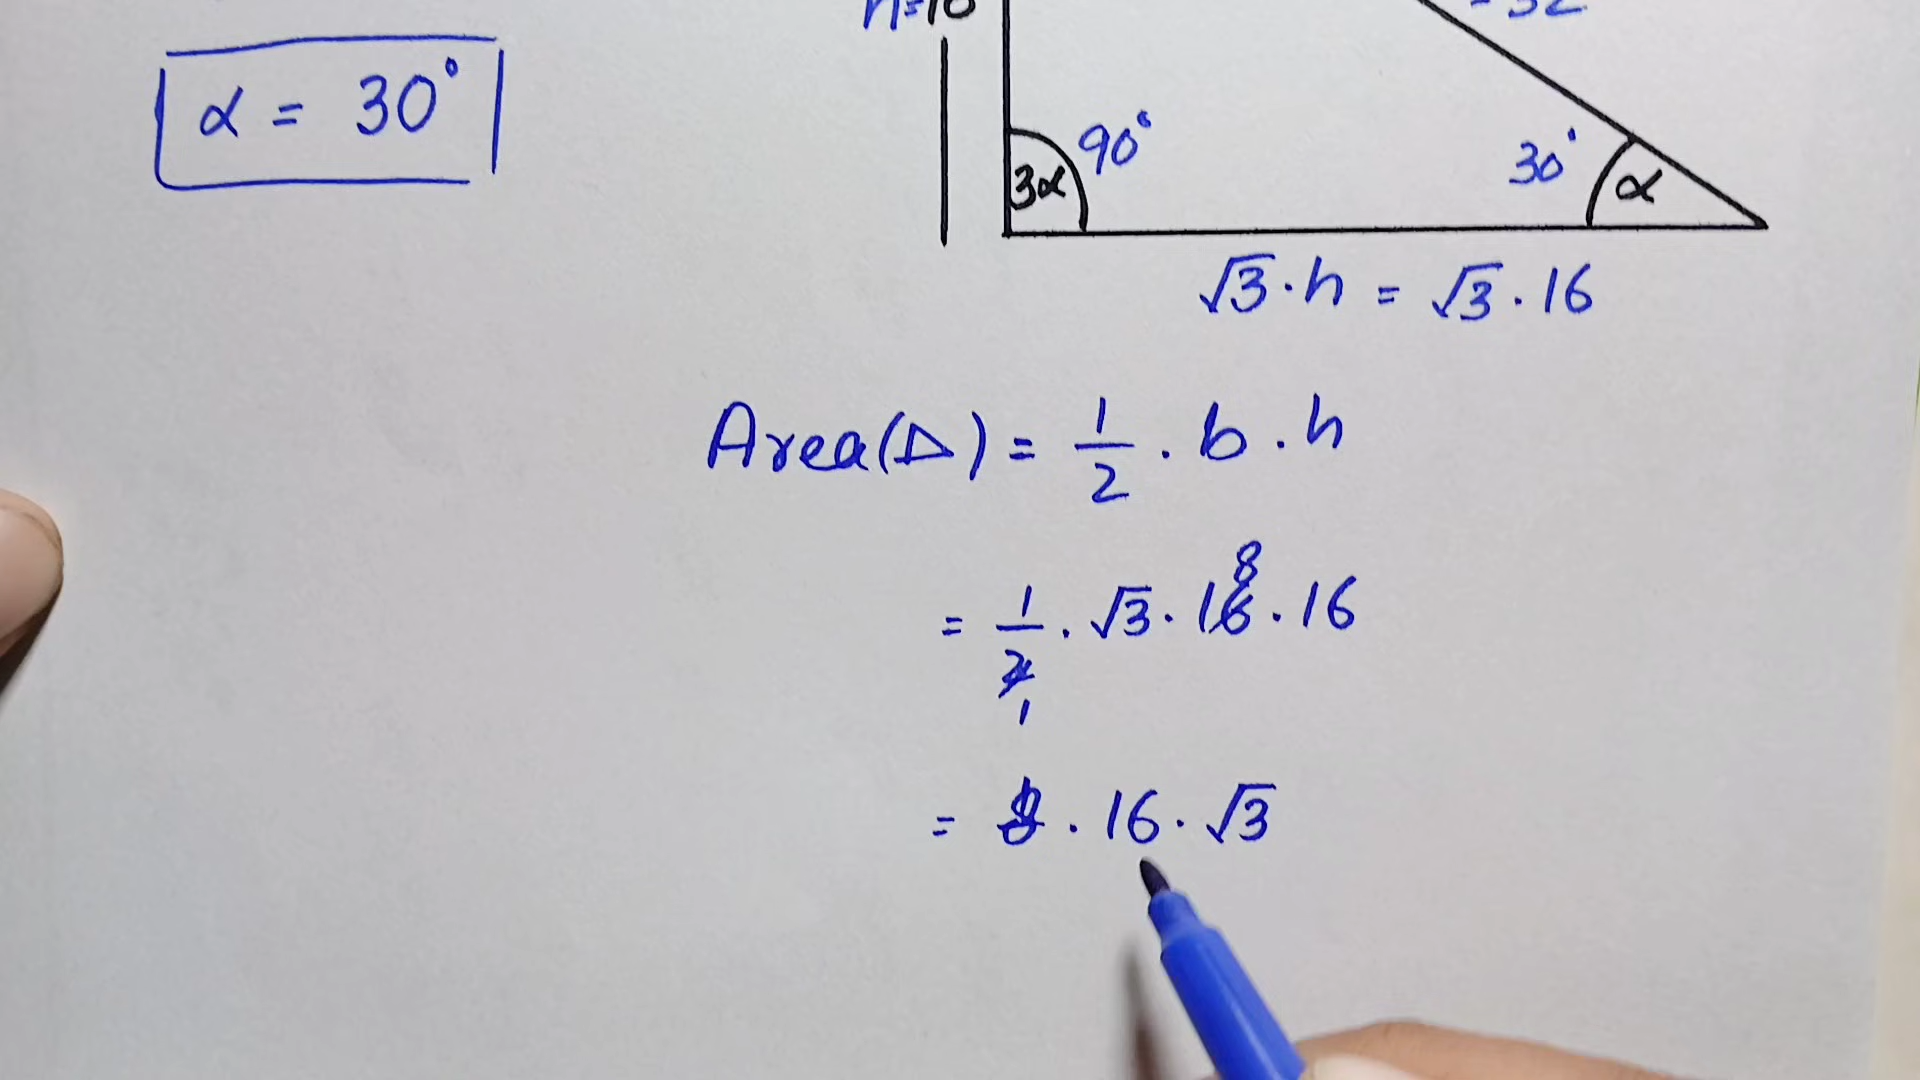 h=16
= 32
α = 30°
90°
3α
30°
α
√3 · h = √3 · 16
Area(Δ) = 1/2 · b · h
8
= 1/2 · √3 · 16 · 16
1
= 8 · 16 · √3